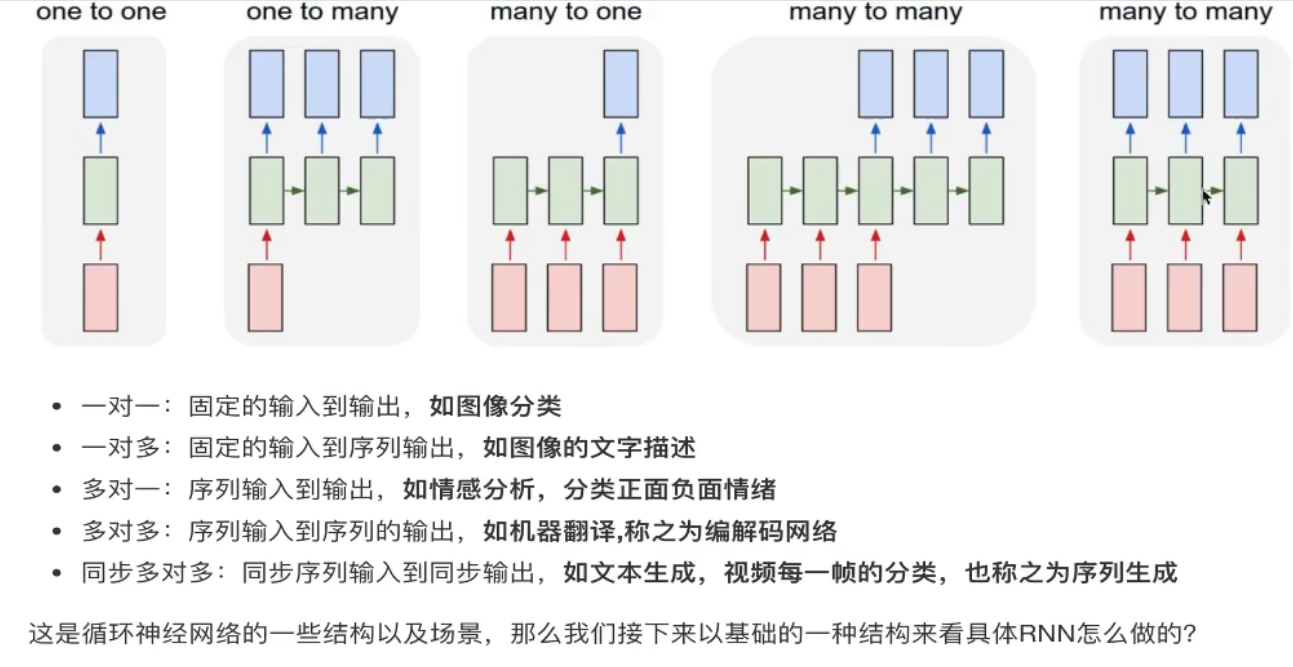 one to one one to many many to one many to many many to many
• 一对一：固定的输入到输出，如图像分类
• 一对多：固定的输入到序列输出，如图像的文字描述
• 多对一：序列输入到输出，如情感分析，分类正面负面情绪
• 多对多：序列输入到序列的输出，如机器翻译,称之为编解码网络
• 同步多对多：同步序列输入到同步输出，如文本生成，视频每一帧的分类，也称之为序列生成
这是循环神经网络的一些结构以及场景，那么我们接下来以基础的一种结构来看具体RNN怎么做的？